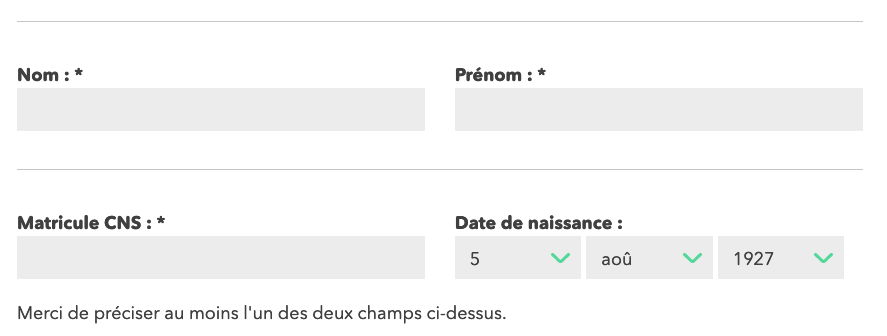 Nom : *
Prénom : *
Matricule CNS : *
Date de naissance :
5
aoû
1927
Merci de préciser au moins l'un des deux champs ci-dessus.